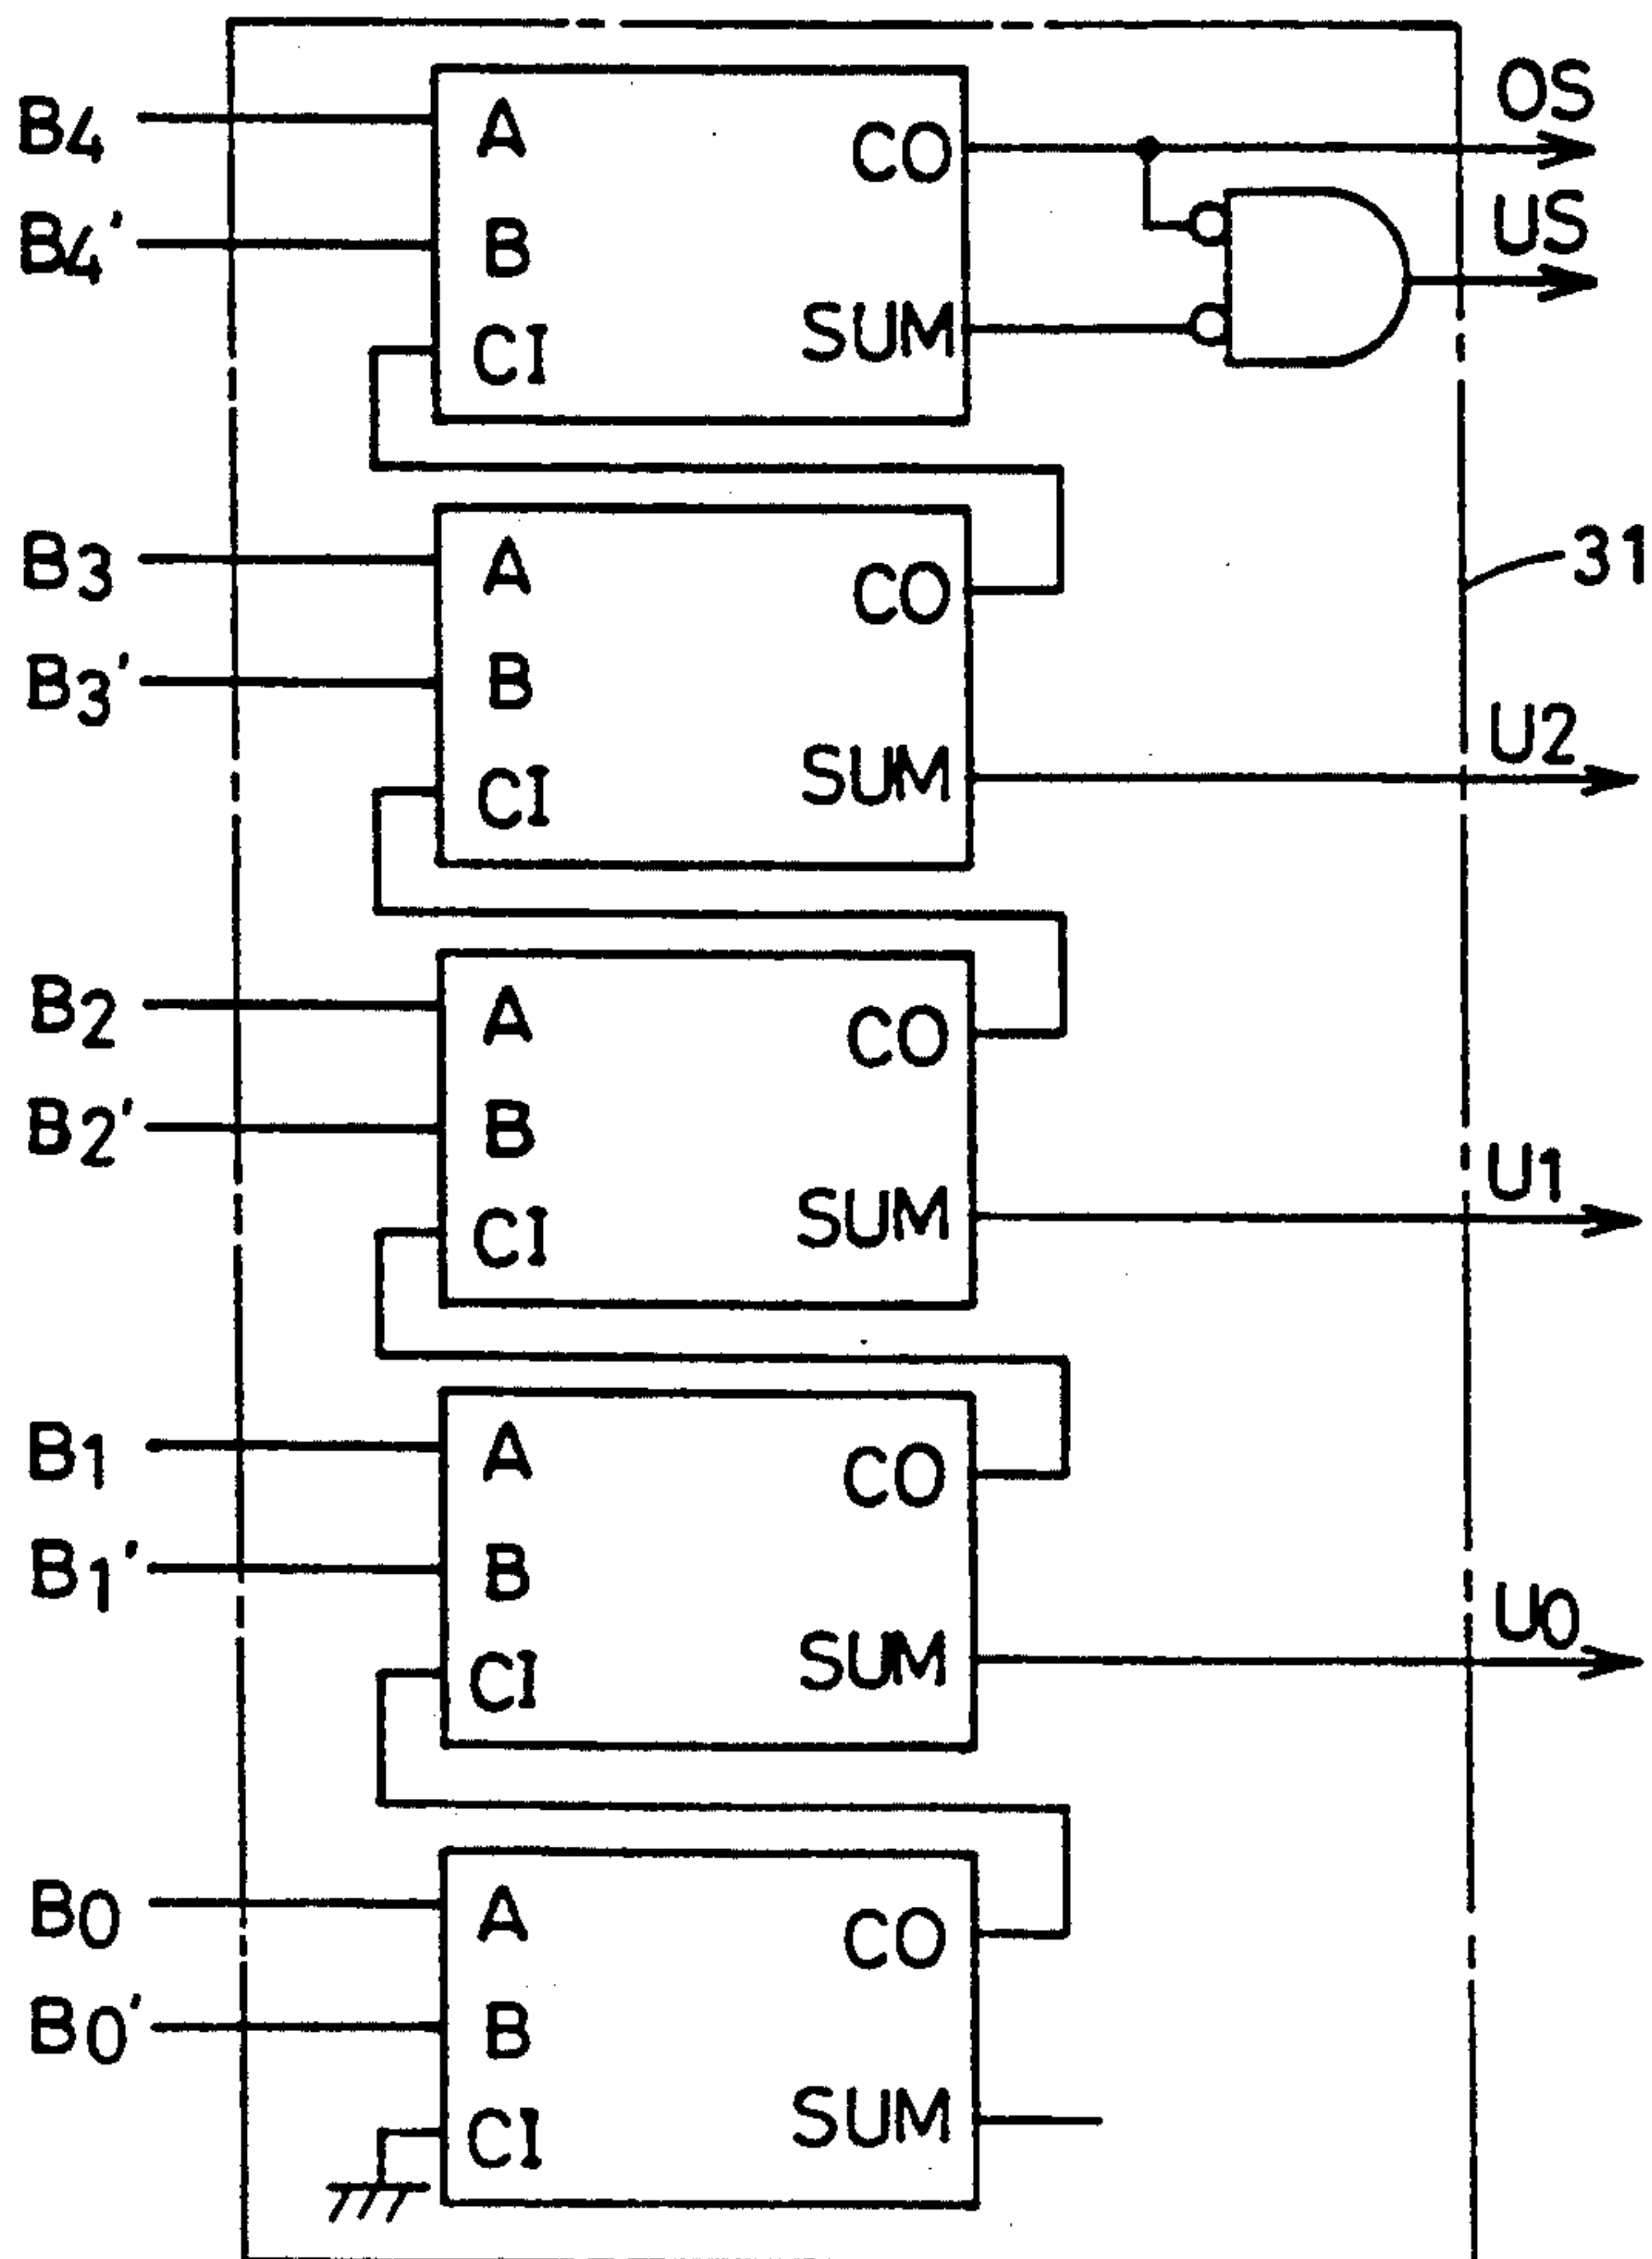 OS
B4 A CO
US
B4' B
CI SUM
B3 A CO 31
B3' B
U2
CI SUM
B2 A CO
B2' B
U1
CI SUM
B1 A CO
B1' B
U0
CI SUM
B0 A CO
B0' B
CI SUM